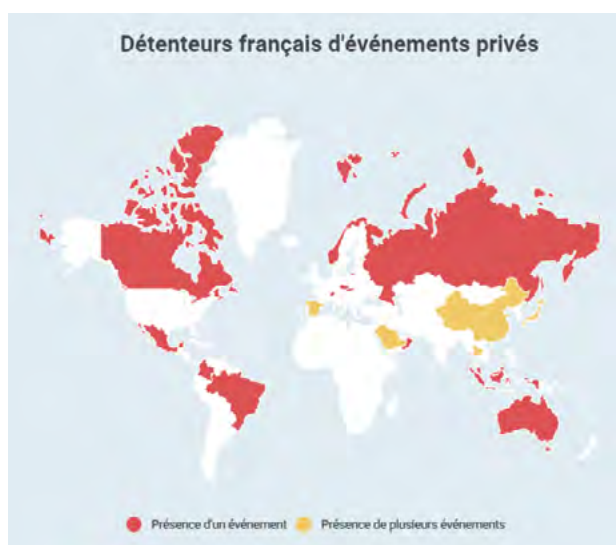 Détenteurs français d'événements privés
Présence d'un événement
Présence de plusieurs événements